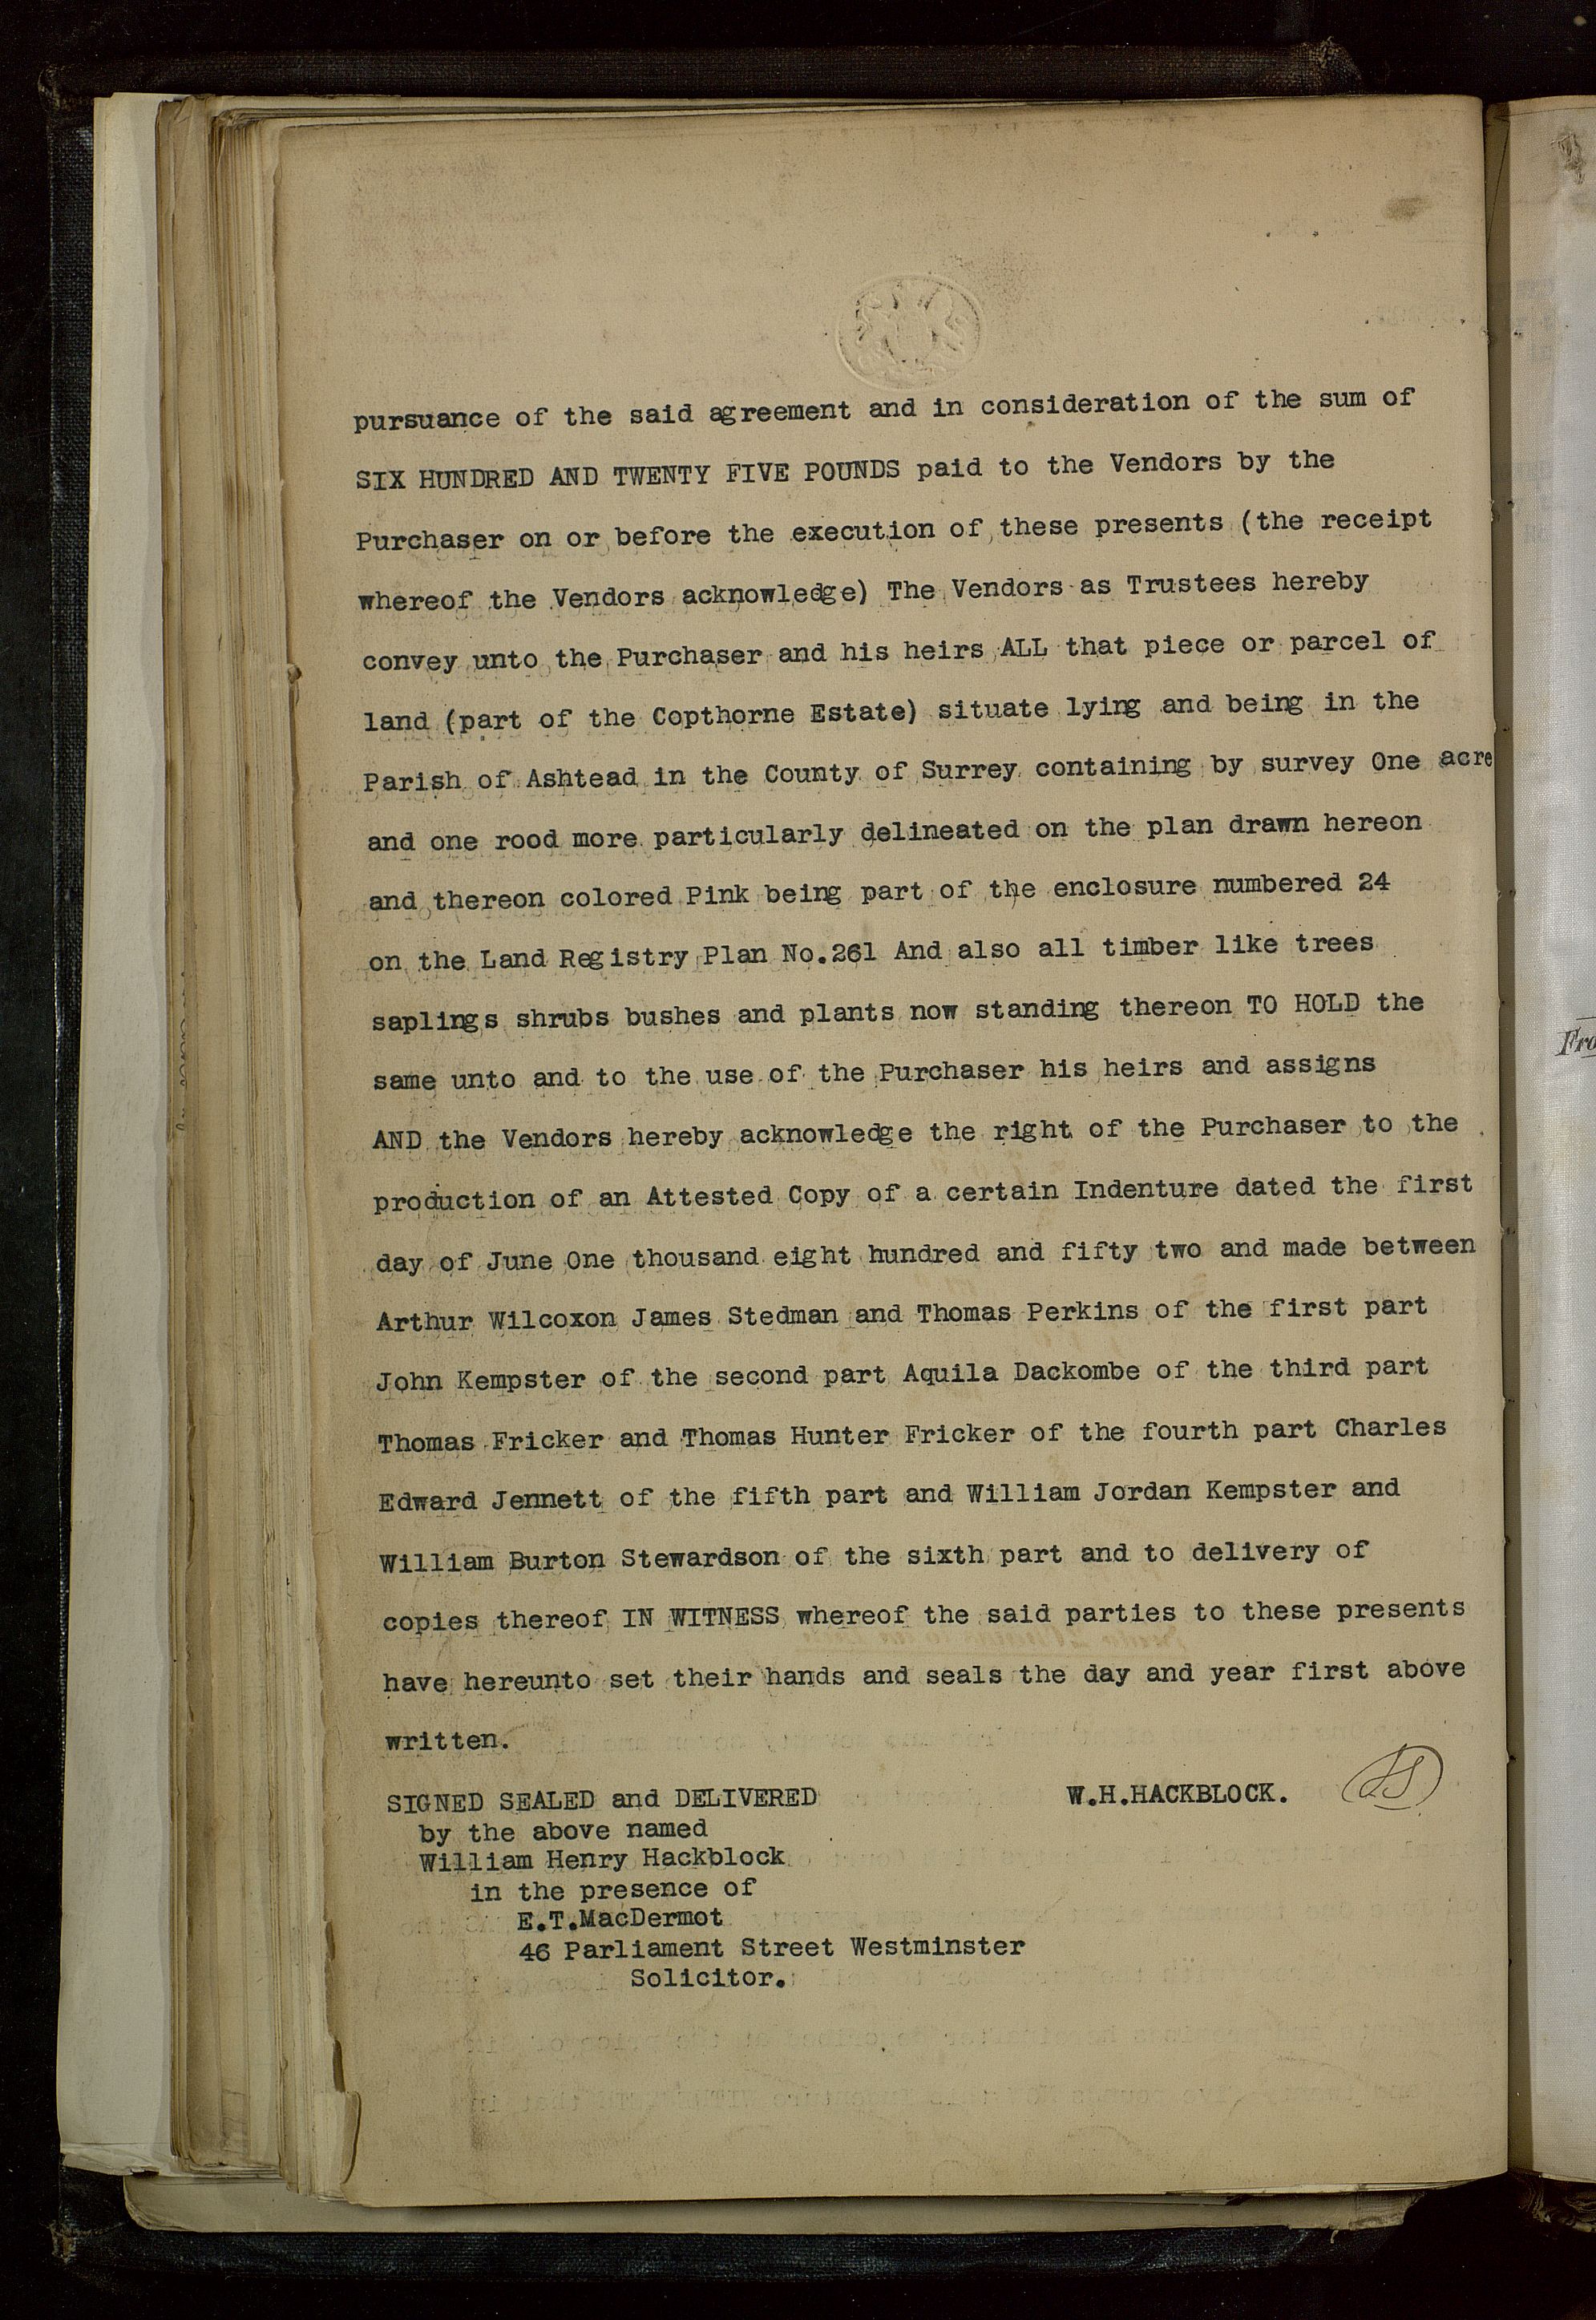 pursuance of the said agreement and in consideration of the sum of
SIX HUNDRED AND TWENTY FIVE POUNDS paid to the Vendors by the
Purchaser on or before the execution of these presents (the receipt
whereof the Vendors acknowledge) The Vendors as Trustees hereby
convey unto the Purchaser and his heirs ALL that piece or parcel of
land (part of the Copthorne Estate) situate lying and being in the
Parish of Ashtead in the County of Surrey containing by survey One acre
and one rood more particularly delineated on the plan drawn hereon
and thereon colored Pink being part of the enclosure numbered 24
on the Land Registry Plan No.261 And also all timber like trees
saplings shrubs bushes and plants now standing thereon TO HOLD the
same unto and to the use of the Purchaser his heirs and assigns
AND the Vendors hereby acknowledge the right of the Purchaser to the
production of an Attested Copy of a certain Indenture dated the first
day of June One thousand eight hundred and fifty two and made between
Arthur Wilcoxon James Stedman and Thomas Perkins of the first part
John Kempster of the second part Aquila Dackombe of the third part
Thomas Fricker and Thomas Hunter Fricker of the fourth part Charles
Edward Jennett of the fifth part and William Jordan Kempster and
William Burton Stewardson of the sixth part and to delivery of
copies thereof IN WITNESS whereof the said parties to these presents
have hereunto set their hands and seals the day and year first above
written.
SIGNED SEALED and DELIVERED W.H.HACKBLOCK. LS
by the above named
William Henry Hackblock
in the presence of
E.T.MacDermot
46 Parliament Street Westminster
Solicitor.